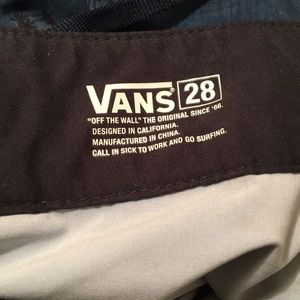 VANS 28
"OFF THE WALL" THE ORIGINAL SINCE '66.
DESIGNED IN CALIFORNIA.
MANUFACTURED IN CHINA.
CALL IN SICK TO WORK AND GO SURFING.